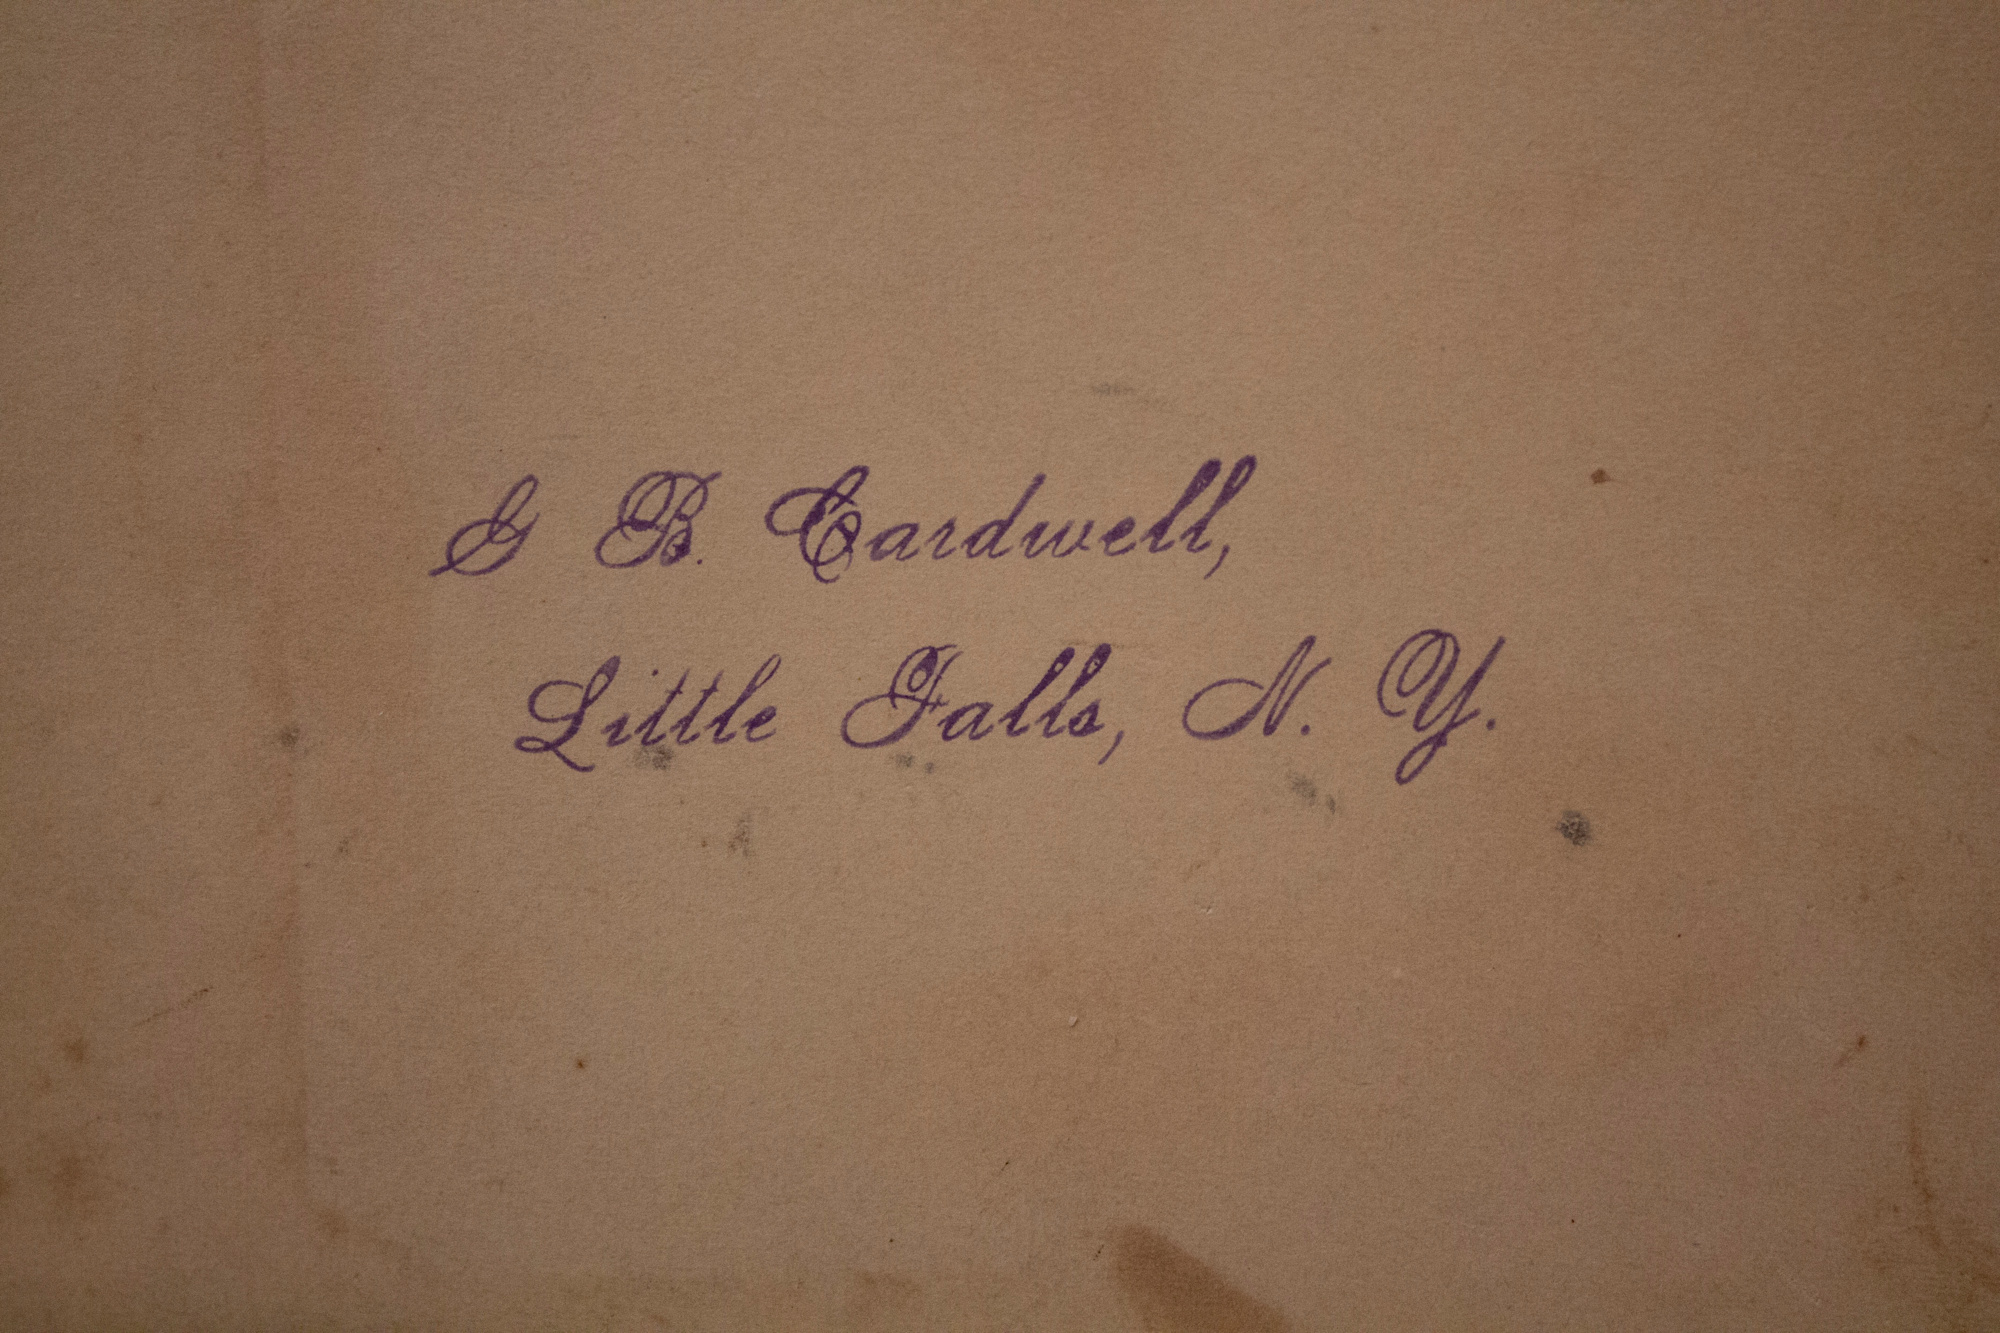 G B. Cardwell,
Little Falls, N. Y.